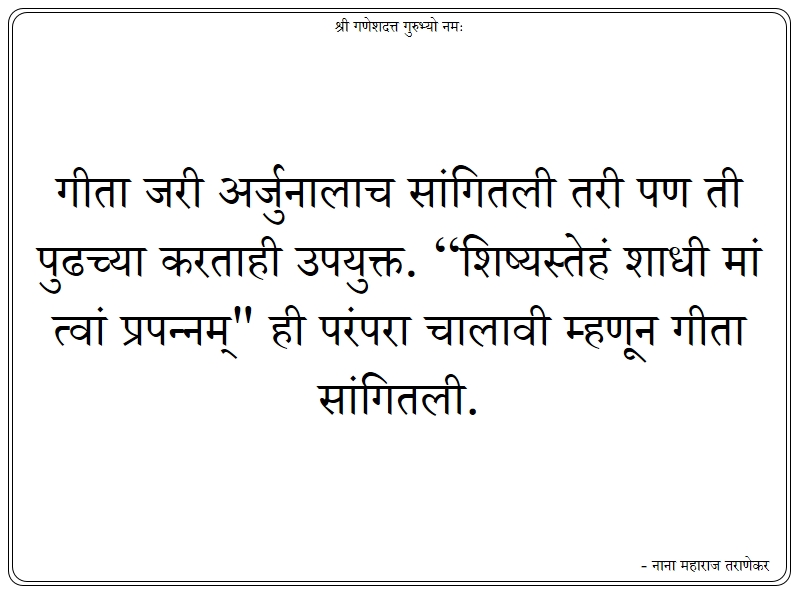 श्री गणेशदत्त गुरुभ्यो नमः
गीता जरी अर्जुनालाच सांगितली तरी पण ती
पुढच्या करताही उपयुक्त. “शिष्यस्तेहं शाधी मां
त्वां प्रपन्नम्" ही परंपरा चालावी म्हणून गीता
सांगितली.
- नाना महाराज तराणेकर